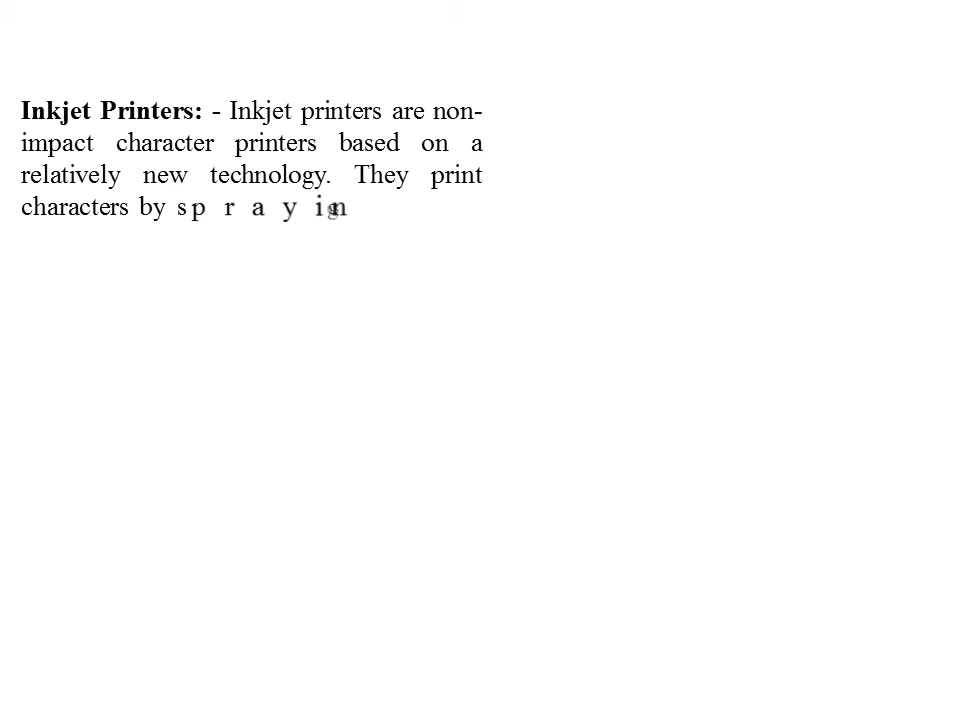 Inkjet Printers: - Inkjet printers are non-
impact character printers based on a
relatively new technology. They print
characters by